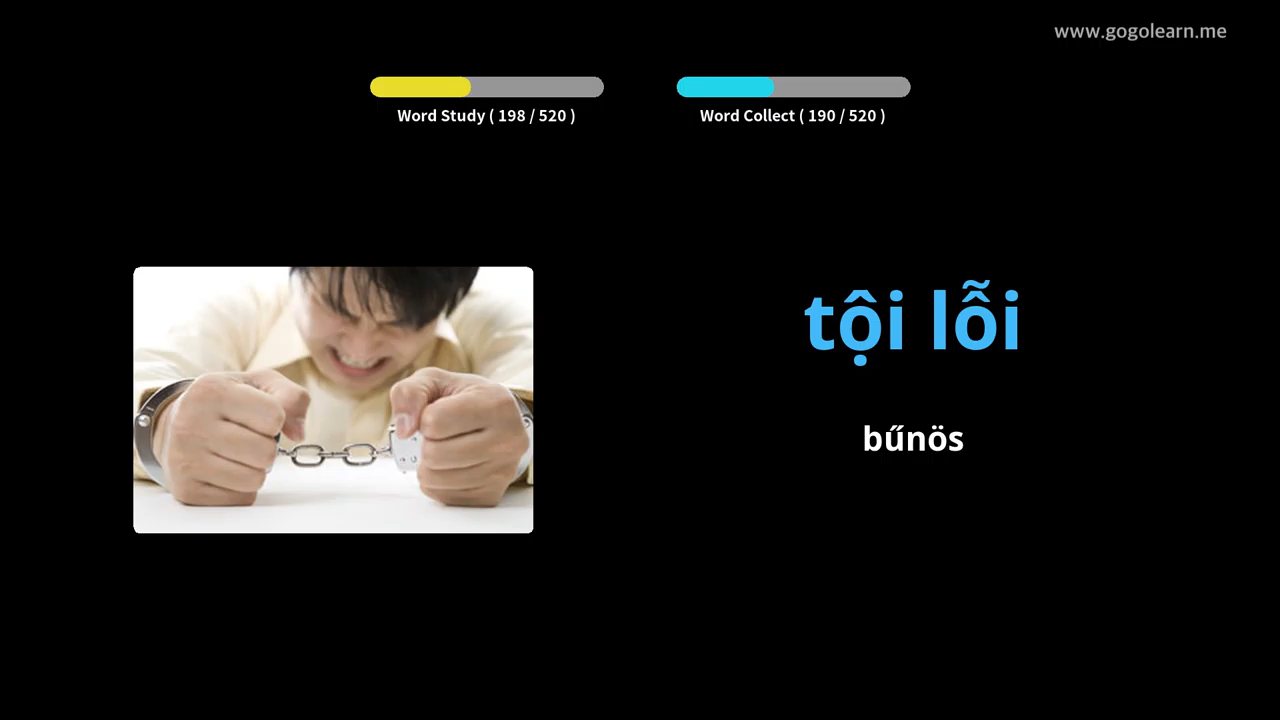 www.gogolearn.me
Word Study ( 198 / 520 )
Word Collect ( 190 / 520 )
tội lỗi
bűnös